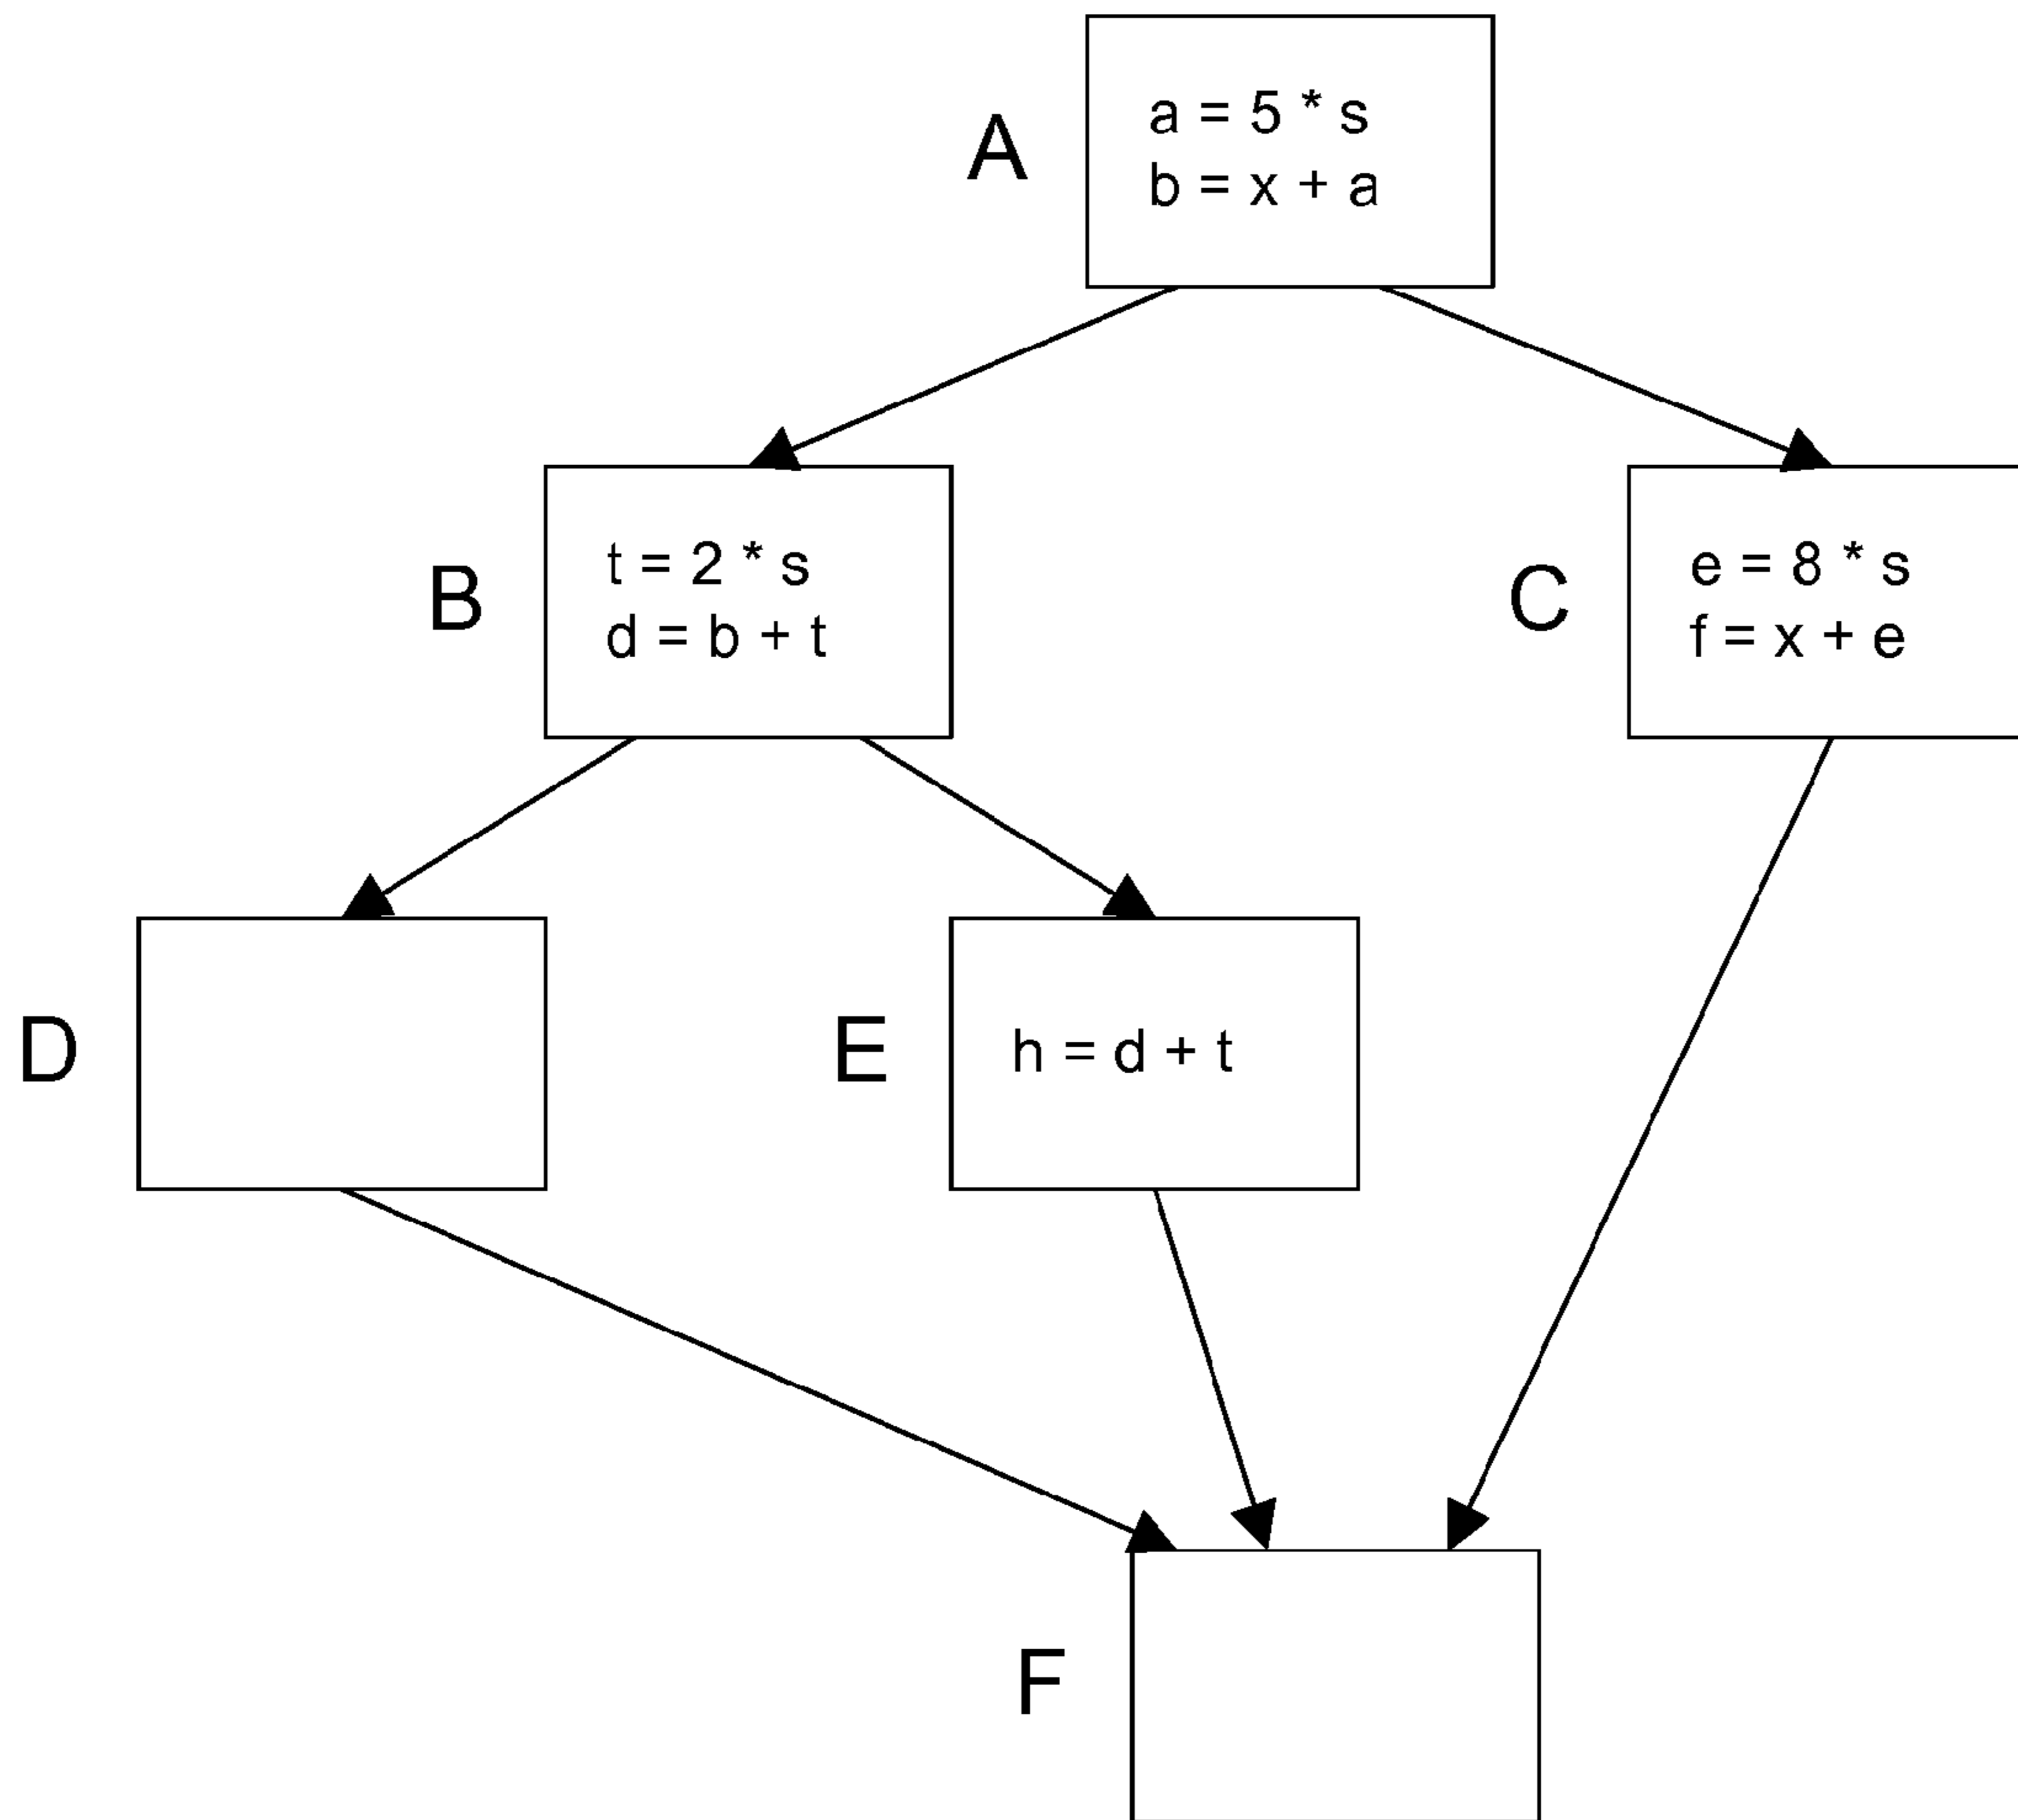 A
a = 5 * s
b = x + a
B
t = 2 * s
d = b + t
C
e = 8 * s
f = x + e
D
E
h = d + t
F